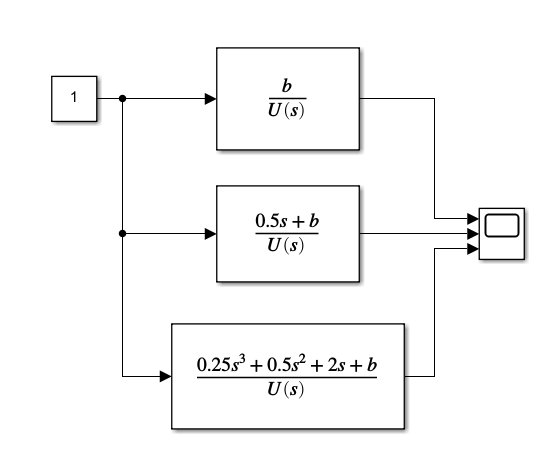 1
b
U(s)
0.5s + b
U(s)
0.25s³ + 0.5s² + 2s + b
U(s)